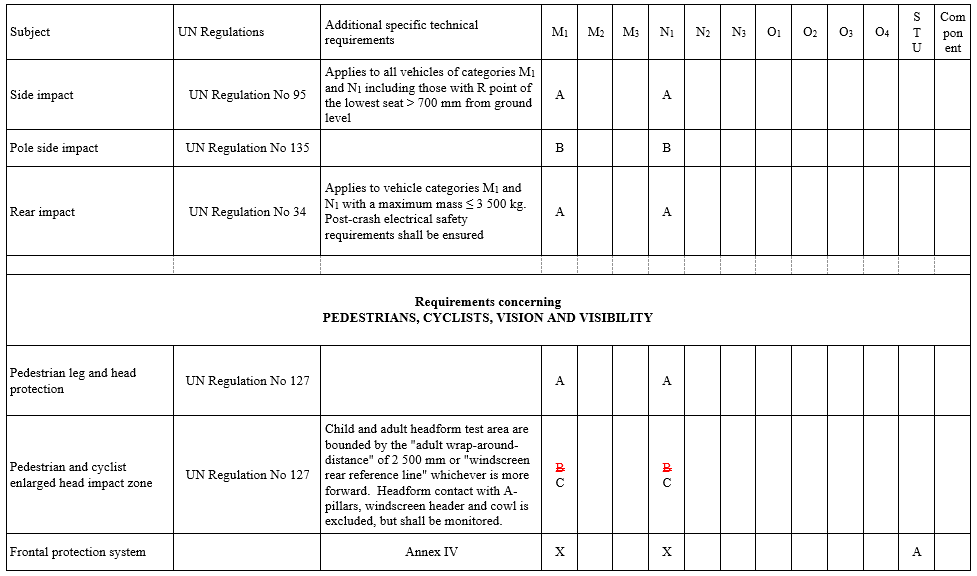 Subject UN Regulations Additional specific technical requirements M1 M2 M3 N1 N2 N3 O1 O2 O3 O4 S T U Com pon ent
Side impact UN Regulation No 95 Applies to all vehicles of categories M1
and N1 including those with R point of
the lowest seat > 700 mm from ground
level A A
Pole side impact UN Regulation No 135 B B
Rear impact UN Regulation No 34 Applies to vehicle categories M1 and
N1 with a maximum mass ≤ 3 500 kg.
Post-crash electrical safety
requirements shall be ensured A A
Requirements concerning
PEDESTRIANS, CYCLISTS, VISION AND VISIBILITY
Pedestrian leg and head
protection UN Regulation No 127 A A
Pedestrian and cyclist
enlarged head impact zone UN Regulation No 127 Child and adult headform test area are
bounded by the "adult wrap-around-
distance" of 2 500 mm or "windscreen
rear reference line" whichever is more
forward. Headform contact with A-
pillars, windscreen header and cowl is
excluded, but shall be monitored. B C B C
Frontal protection system Annex IV X X A